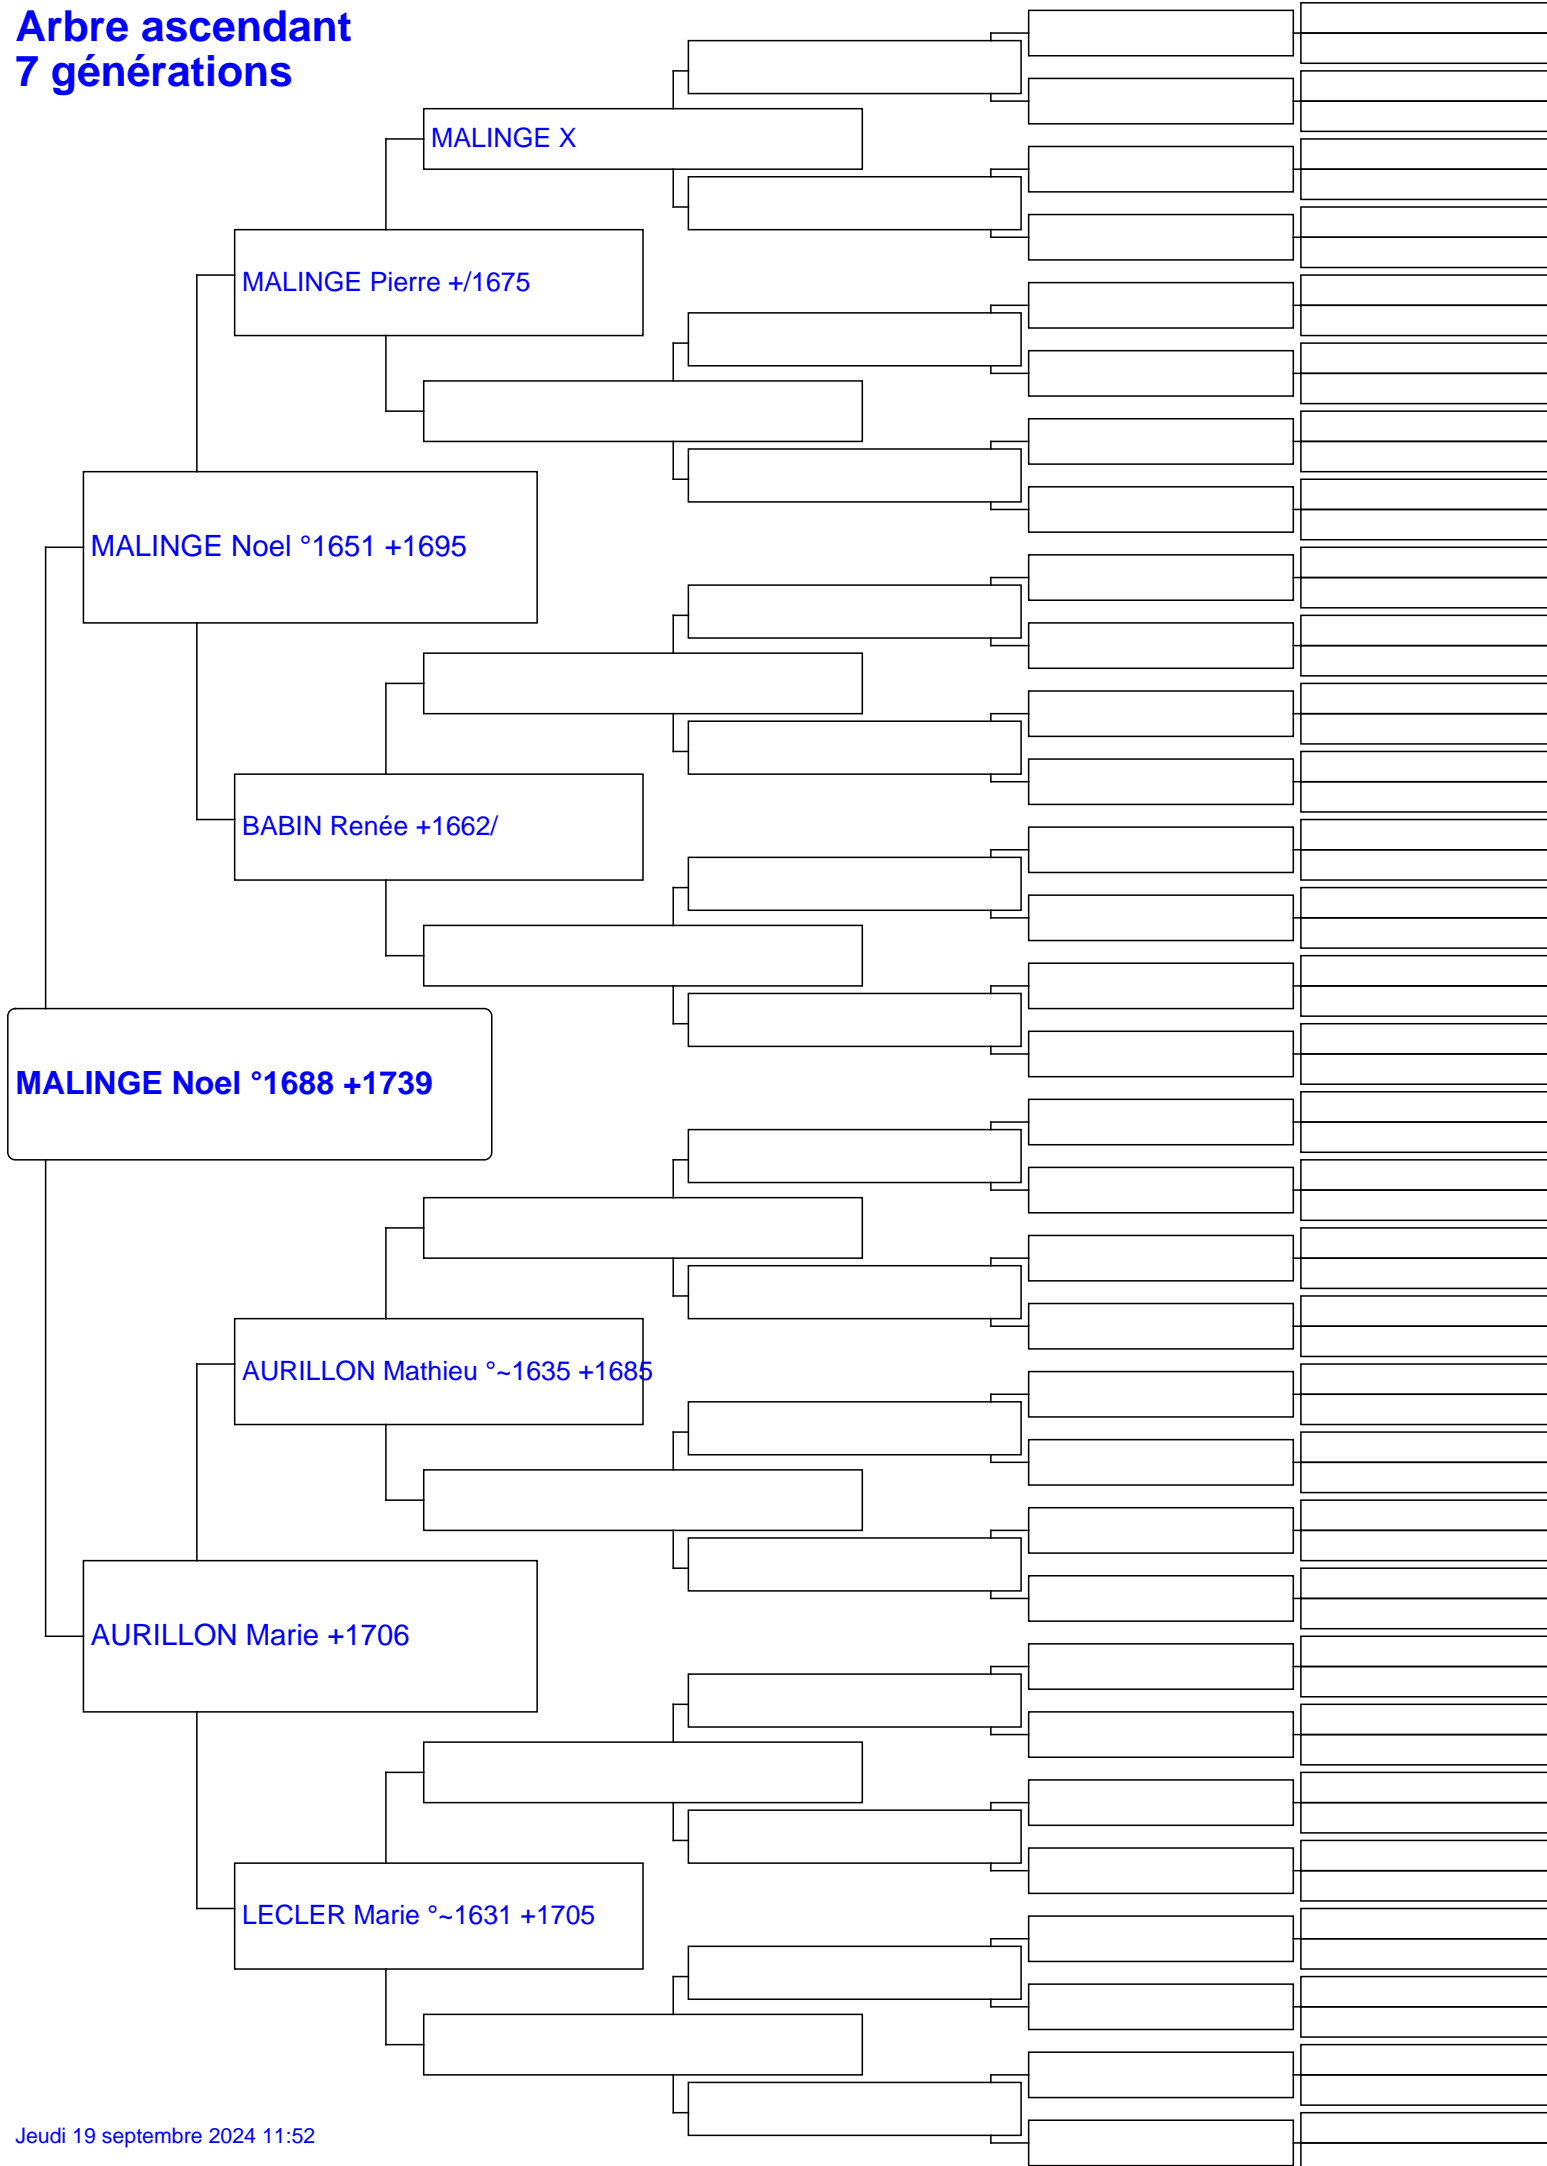 Arbre ascendant
7 générations
MALINGE X
MALINGE Pierre +/1675
MALINGE Noel °1651 +1695
BABIN Renée +1662/
MALINGE Noel °1688 +1739
AURILLON Mathieu °~1635 +1685
AURILLON Marie +1706
LECLER Marie °~1631 +1705
Jeudi 19 septembre 2024 11:52